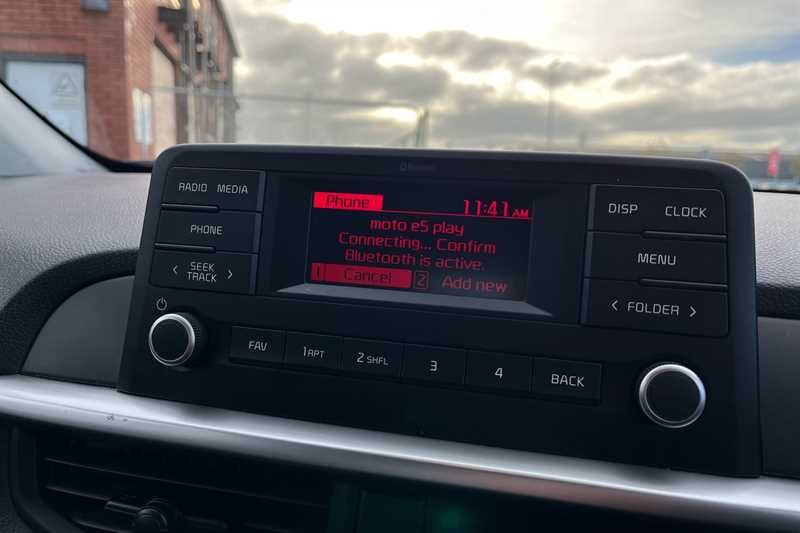 Bluetooth
RADIO MEDIA
PHONE
< SEEK TRACK >
Phone 11:41 AM
moto e5 play
Connecting... Confirm
Bluetooth is active.
1 Cancel 2 Add new
DISP CLOCK
MENU
< FOLDER >
FAV 1 RPT 2 SHFL 3 4 BACK